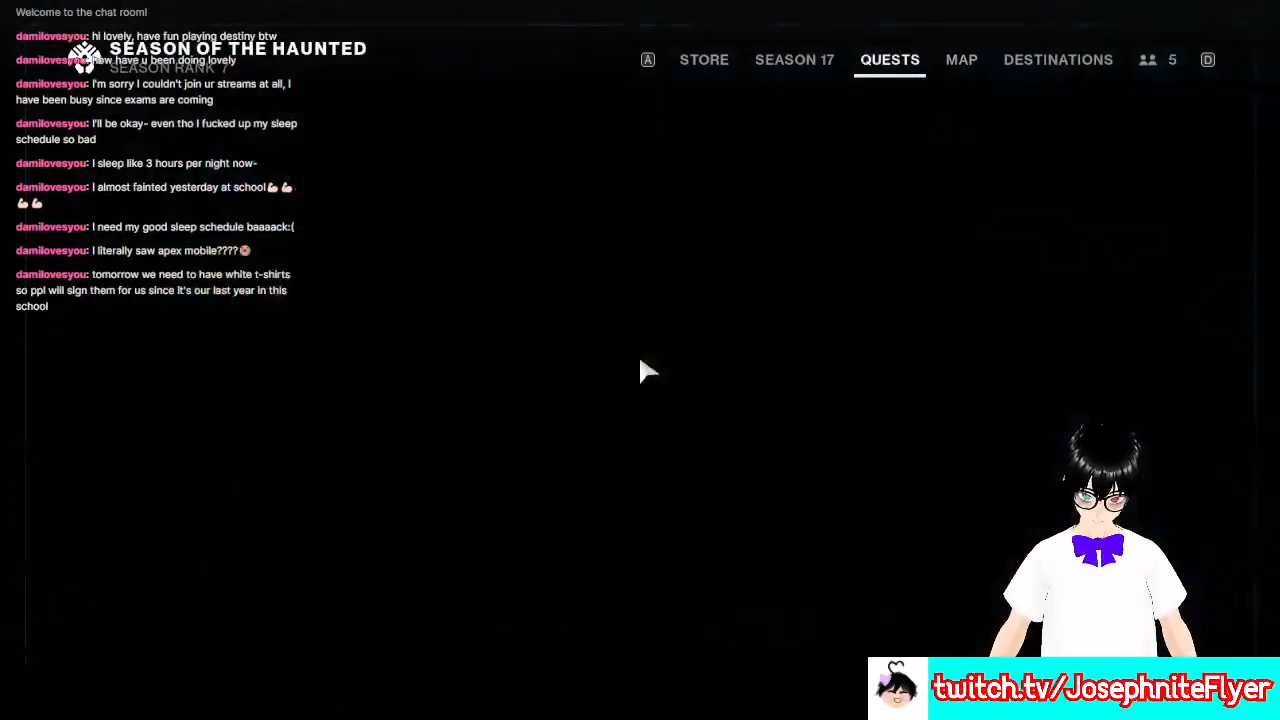 Welcome to the chat room!
damilovesyou: hi lovely, have fun playing destiny btw
SEASON OF THE HAUNTED
damilovesyou: how have u been doing lovely
SEASON RANK 7
A STORE SEASON 17 QUESTS MAP DESTINATIONS 5 D
damilovesyou: I'm sorry I couldn't join ur streams at all, I
have been busy since exams are coming
damilovesyou: I'll be okay- even tho I fucked up my sleep
schedule so bad
damilovesyou: I sleep like 3 hours per night now-
damilovesyou: I almost fainted yesterday at school💪🏻💪🏻
💪🏻💪🏻
damilovesyou: I need my good sleep schedule baaaack:(
damilovesyou: I literally saw apex mobile????
damilovesyou: tomorrow we need to have white t-shirts
so ppl will sign them for us since it's our last year in this
school
twitch.tv/JosephniteFlyer